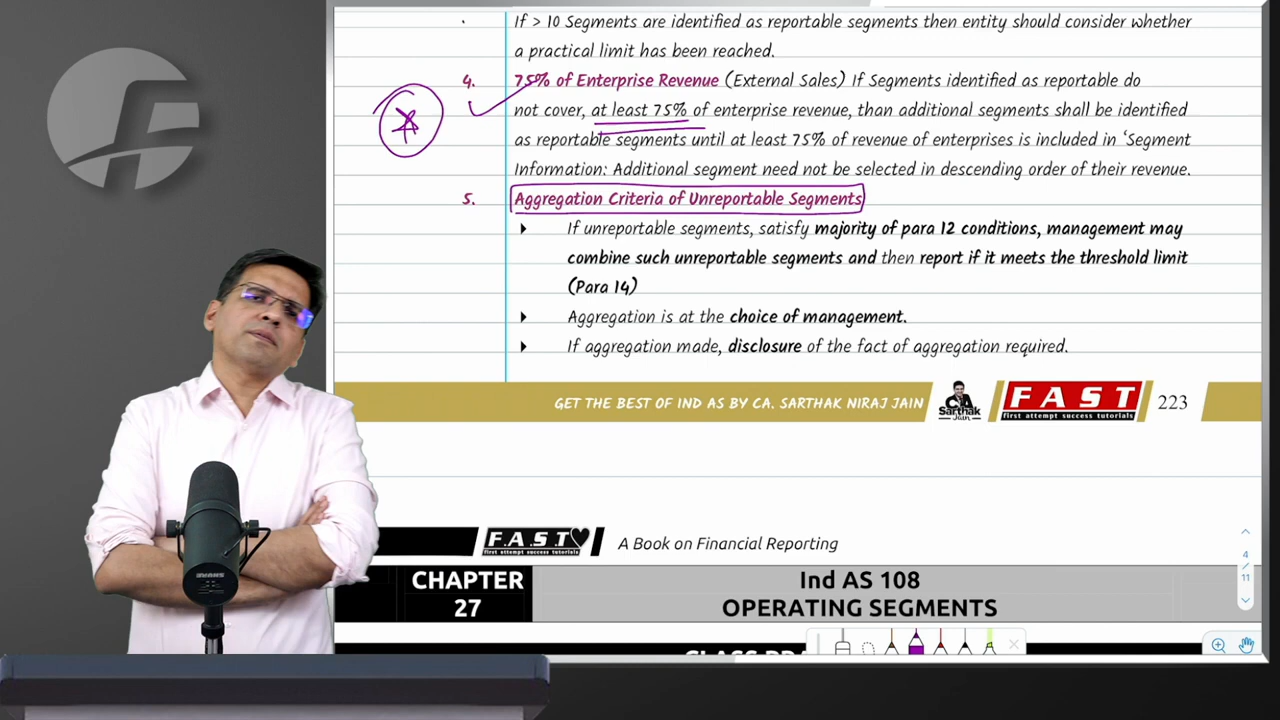 If > 10 Segments are identified as reportable segments then entity should consider whether
a practical limit has been reached.
4. 75% of Enterprise Revenue (External Sales) If Segments identified as reportable do
not cover, at least 75% of enterprise revenue, than additional segments shall be identified
as reportable segments until at least 75% of revenue of enterprises is included in ‘Segment
Information: Additional segment need not be selected in descending order of their revenue.
5. Aggregation Criteria of Unreportable Segments
If unreportable segments, satisfy majority of para 12 conditions, management may
combine such unreportable segments and then report if it meets the threshold limit
(Para 14)
Aggregation is at the choice of management.
If aggregation made, disclosure of the fact of aggregation required.
GET THE BEST OF IND AS BY CA. SARTHAK NIRAJ JAIN
CA
Sarthak
Jain
FAST
first attempt success tutorials
223
F.A.S.T
first attempt success tutorials
A Book on Financial Reporting
CHAPTER
27
Ind AS 108
OPERATING SEGMENTS
4
/
11
SHURE